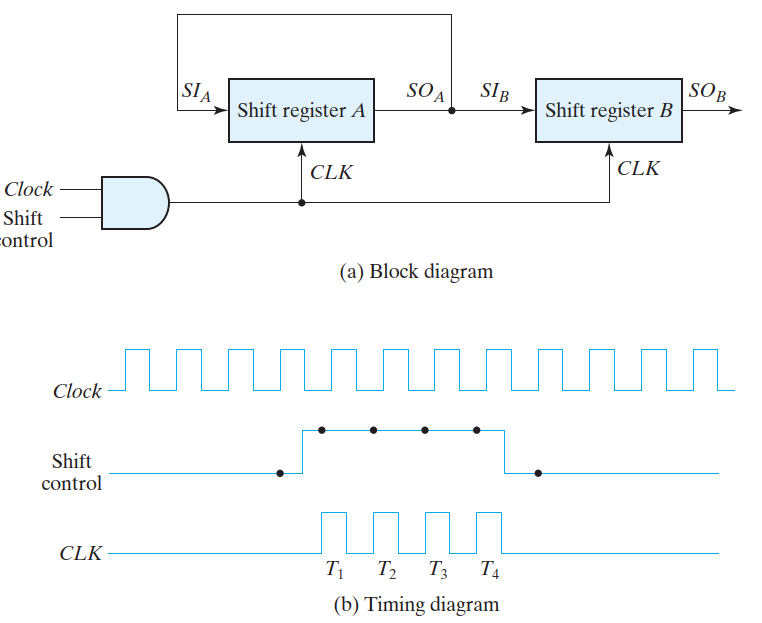 SI_A
Shift register A
SO_A
SI_B
Shift register B
SO_B
CLK
CLK
Clock
Shift
control
(a) Block diagram
Clock
Shift
control
CLK
T_1 T_2 T_3 T_4
(b) Timing diagram